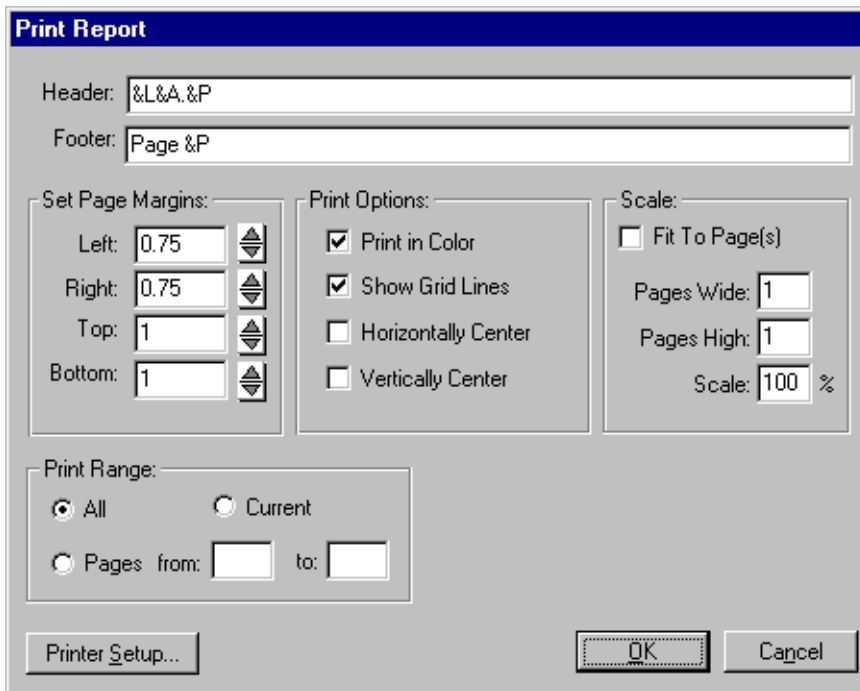 Print Report
Header: &L&A.&P
Footer: Page &P
Set Page Margins:
Left: 0.75
Right: 0.75
Top: 1
Bottom: 1
Print Options:
Print in Color
Show Grid Lines
Horizontally Center
Vertically Center
Scale:
Fit To Page(s)
Pages Wide: 1
Pages High: 1
Scale: 100 %
Print Range:
All Current
Pages from: to:
Printer Setup... OK Cancel